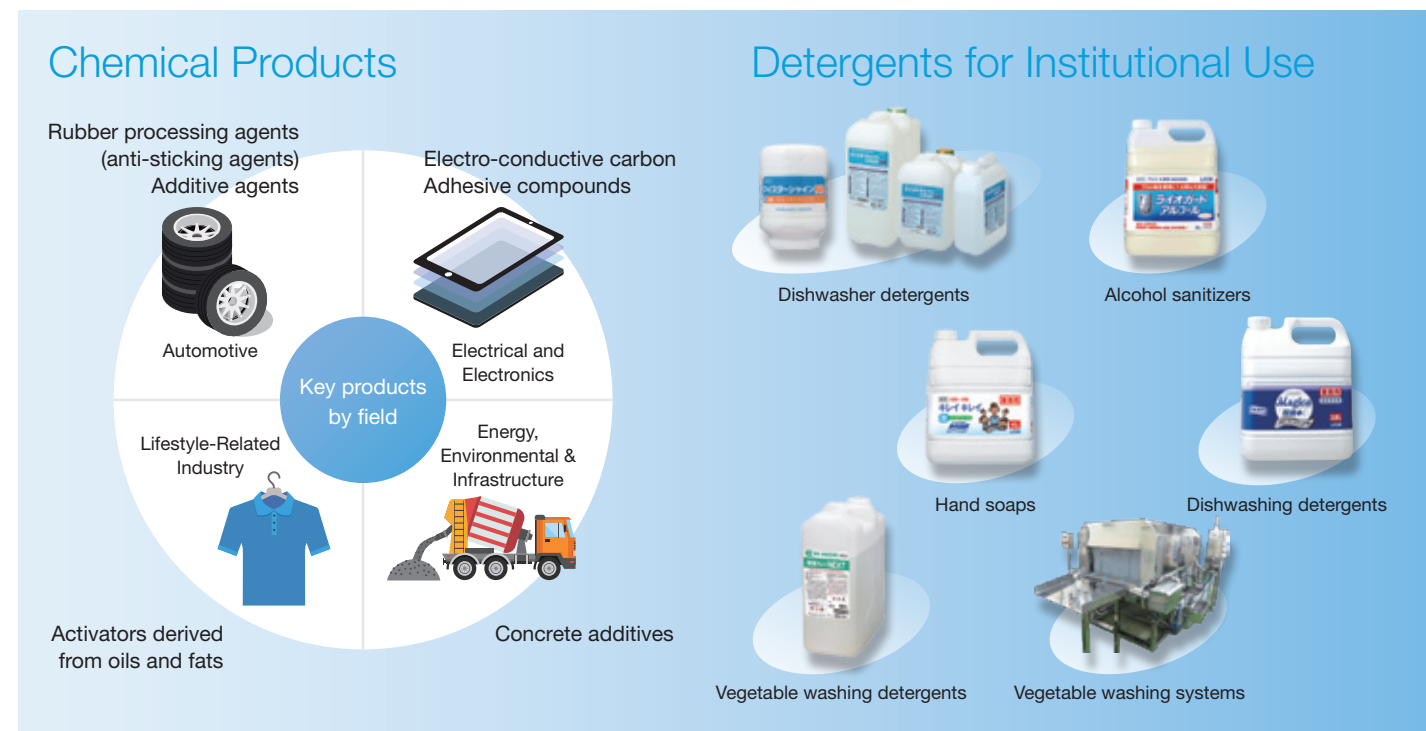 Chemical Products
Rubber processing agents
(anti-sticking agents)
Additive agents
Electro-conductive carbon
Adhesive compounds
Automotive
Electrical and
Electronics
Key products
by field
Lifestyle-Related
Industry
Energy,
Environmental &
Infrastructure
Activators derived
from oils and fats
Concrete additives
Detergents for Institutional Use
ライオガード
アルコール
Dishwasher detergents
Alcohol sanitizers
キレイキレイ
Magica
Hand soaps
Dishwashing detergents
NEXT
Vegetable washing detergents
Vegetable washing systems